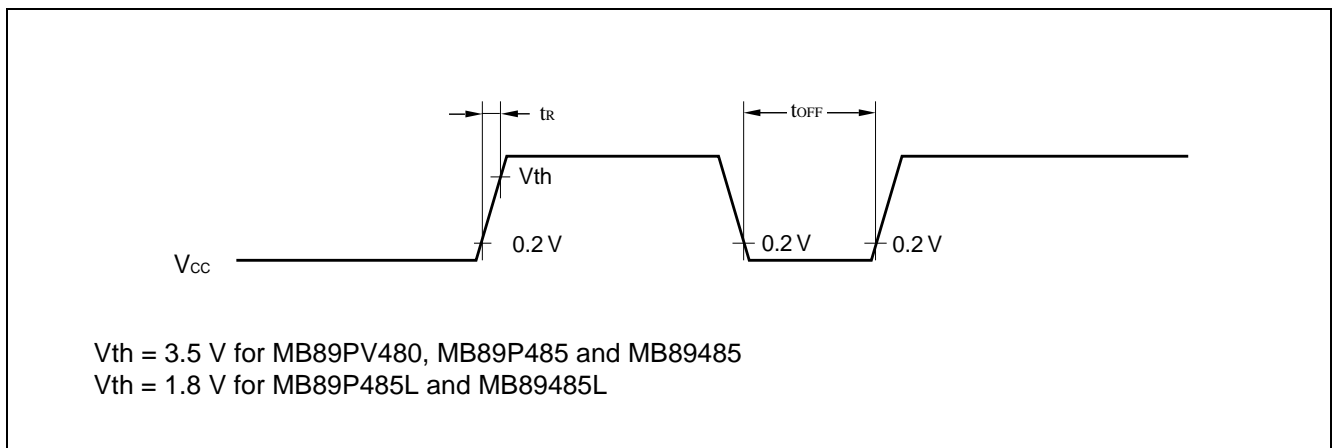 tR
tOFF
Vth
0.2 V
0.2 V
0.2 V
VCC
Vth = 3.5 V for MB89PV480, MB89P485 and MB89485
Vth = 1.8 V for MB89P485L and MB89485L